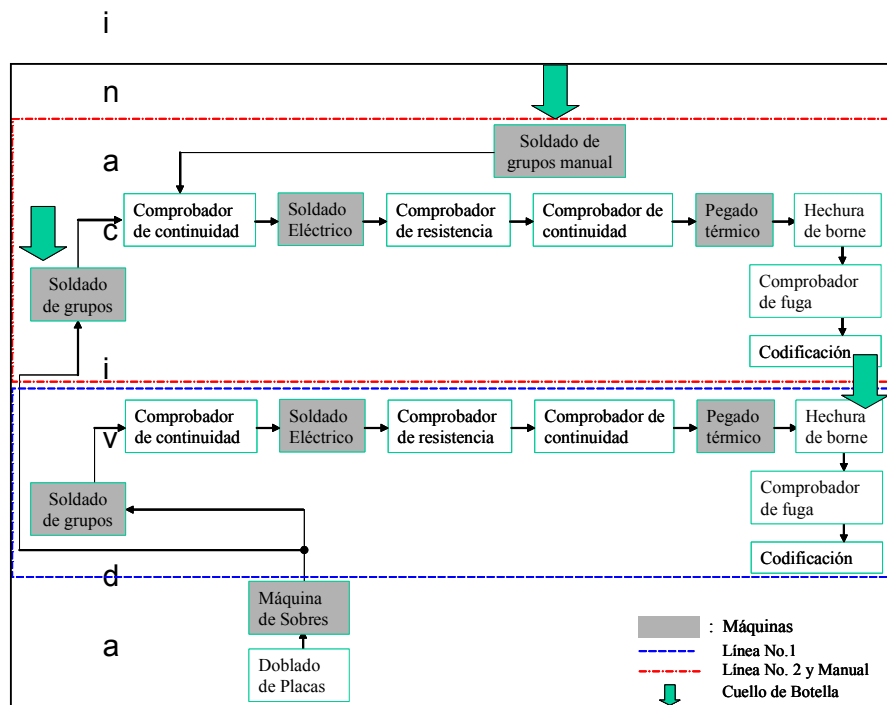 i
n
Soldado de
grupos manual
a
Comprobador
de continuidad
Soldado
Eléctrico
Comprobador
de resistencia
Comprobador de
continuidad
Pegado
térmico
Hechura
de borne
c
Soldado
de grupos
Comprobador
de fuga
Codificación
i
Comprobador
de continuidad
Soldado
Eléctrico
Comprobador
de resistencia
Comprobador de
continuidad
Pegado
térmico
Hechura
de borne
v
Soldado
de grupos
Comprobador
de fuga
Codificación
d
Máquina
de Sobres
a
Doblado
de Placas
: Máquinas
Línea No.1
Línea No. 2 y Manual
Cuello de Botella